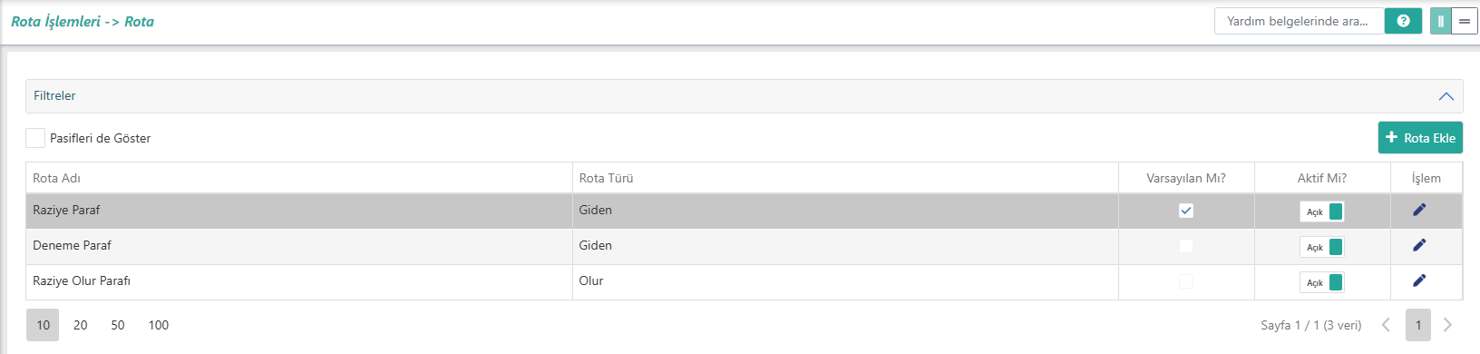 Rota İşlemleri -> Rota
Yardım belgelerinde ara...
Filtreler
Pasifleri de Göster
Rota Ekle
Rota Adı Rota Türü Varsayılan Mı? Aktif Mi? İşlem
Raziye Paraf Giden Açık
Deneme Paraf Giden Açık
Raziye Olur Parafı Olur Açık
10 20 50 100 Sayfa 1 / 1 (3 veri) 1